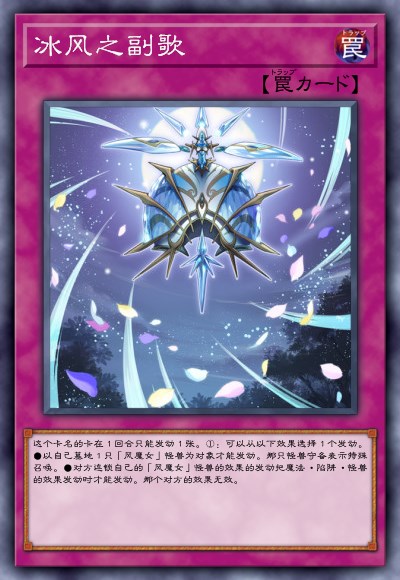 冰风之副歌
トラップ
罠
トラップ
【罠カード】
这个卡名的卡在1回合只能发动1张。①：可以从以下效果选择1个发动。
●以自己墓地1只「风魔女」怪兽为对象才能发动。那只怪兽守备表示特殊
召唤。●对方连锁自己的「风魔女」怪兽的效果的发动把魔法·陷阱·怪兽
的效果发动时才能发动。那个对方的效果无效。